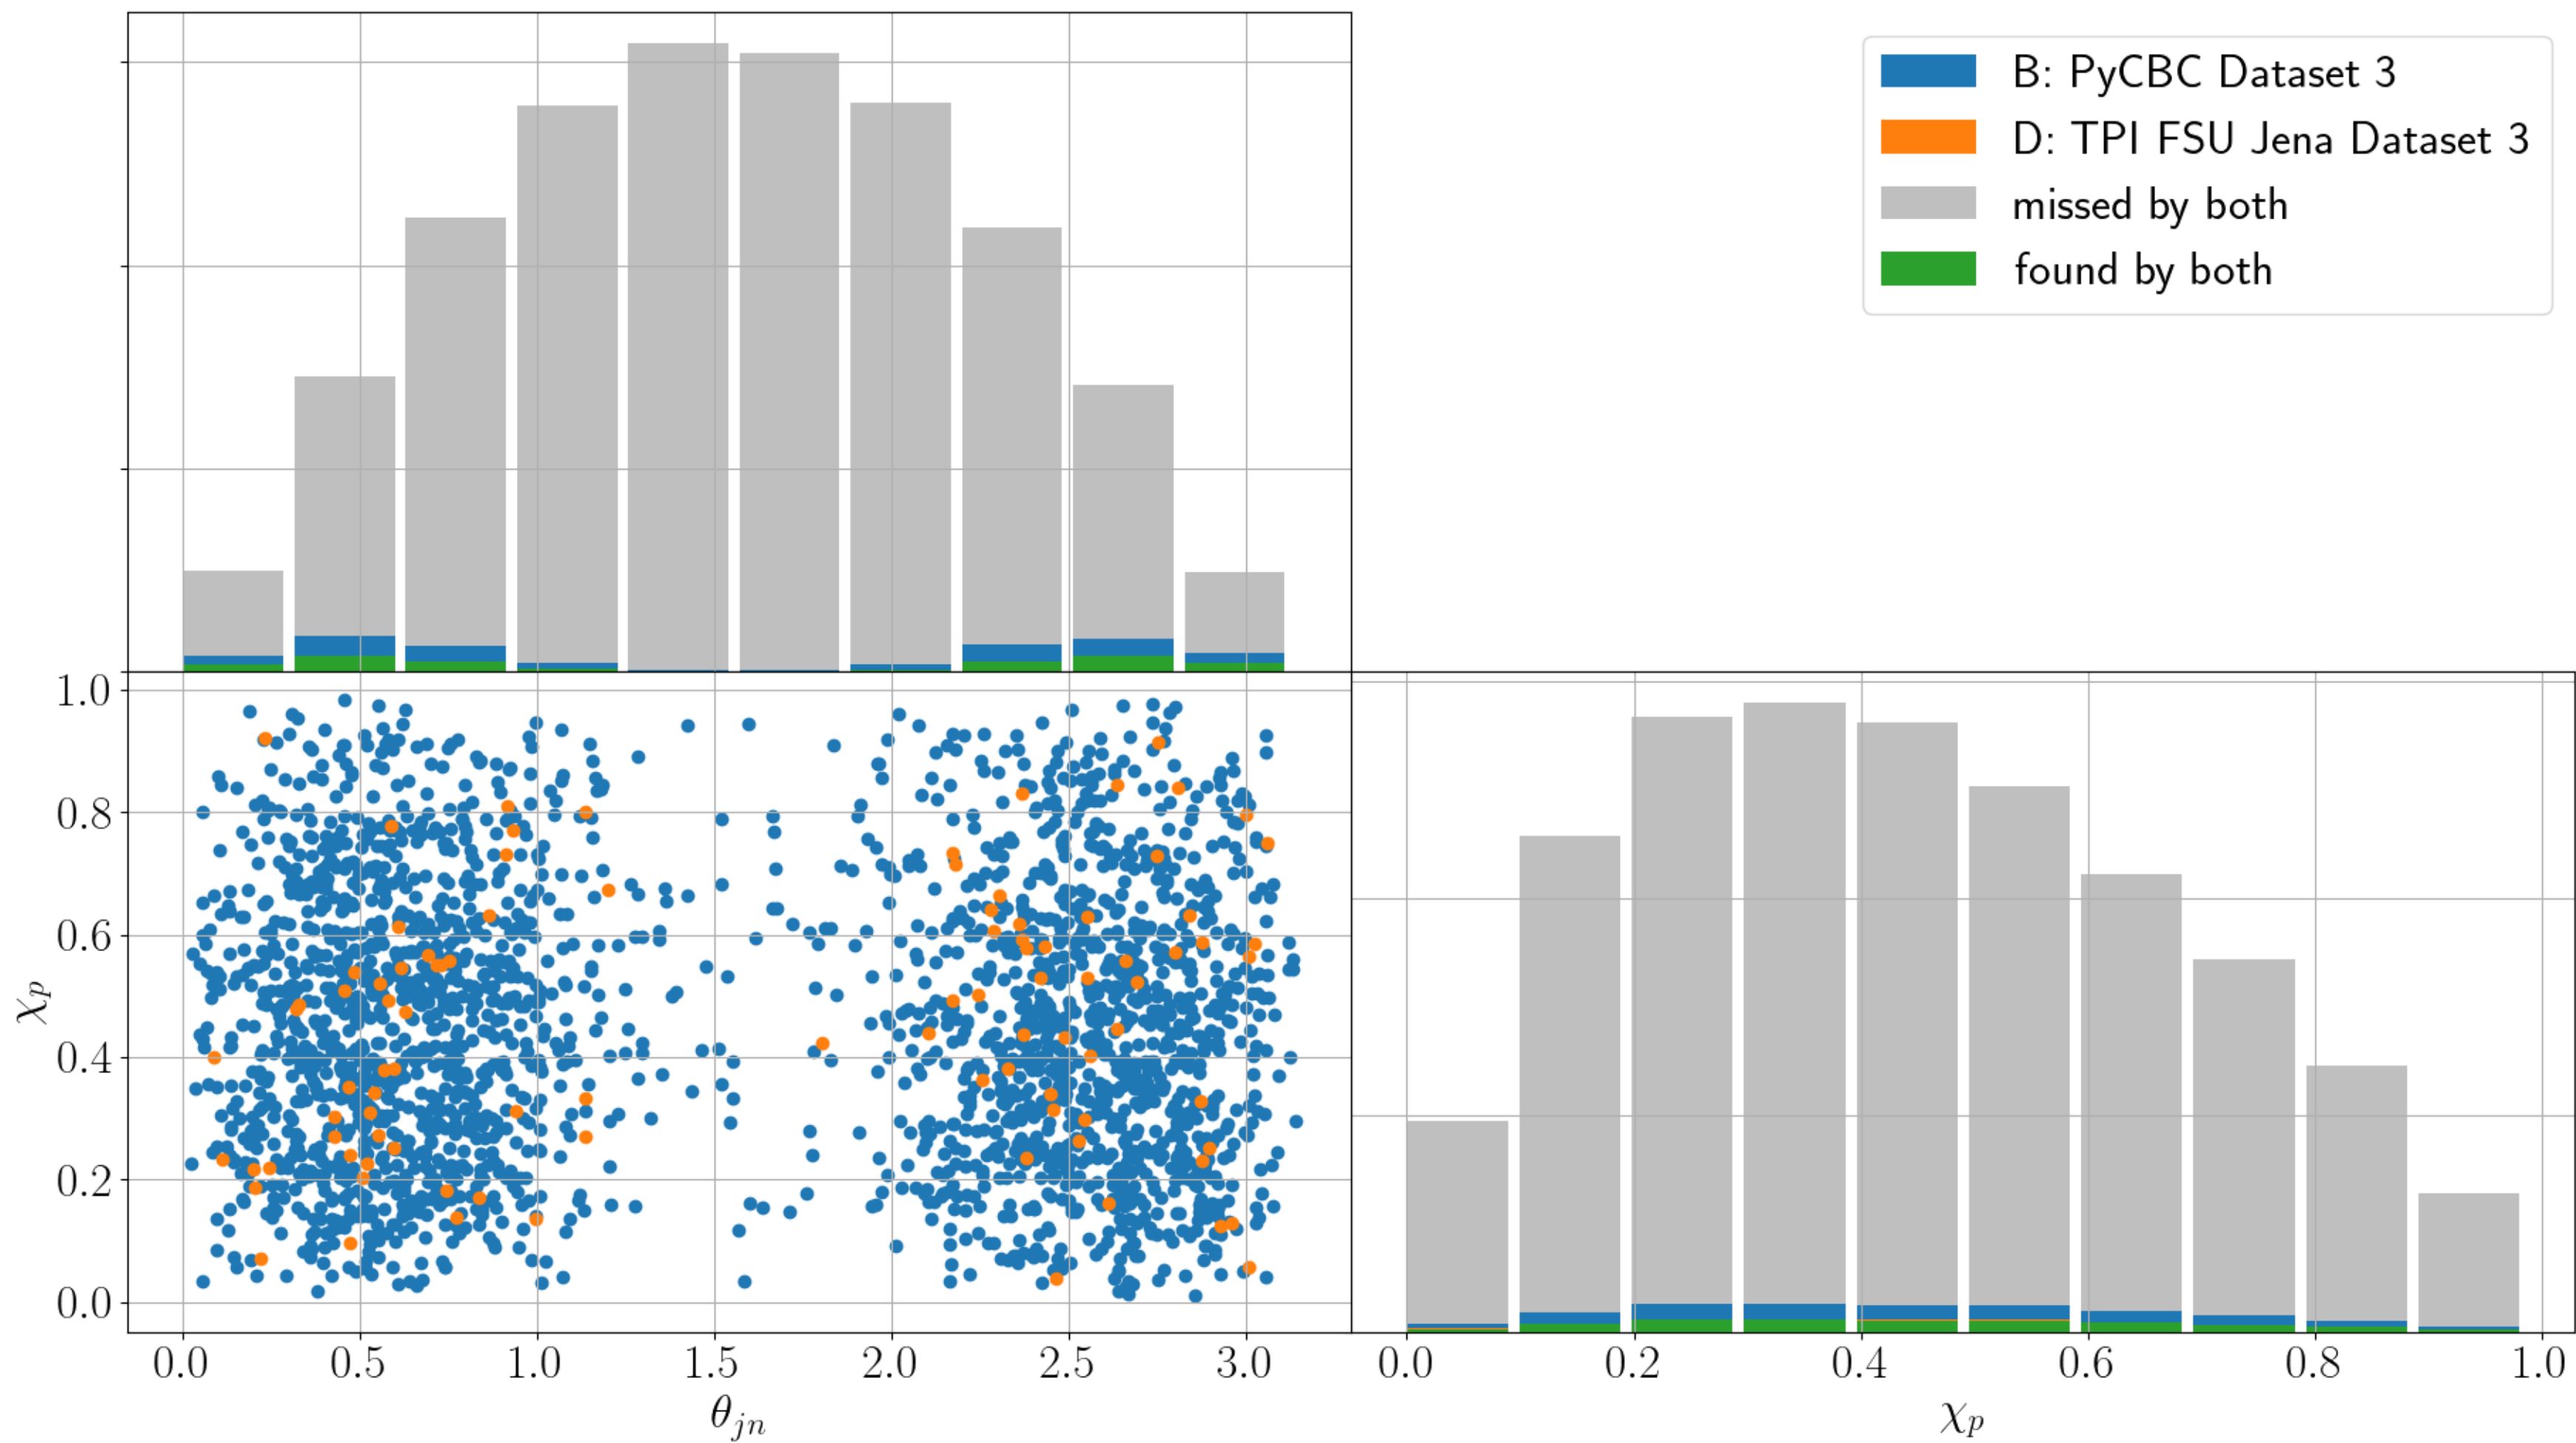 B: PyCBC Dataset 3
D: TPI FSU Jena Dataset 3
missed by both
found by both
1.0
0.8
0.6
0.4
0.2
0.0
χp
0.0 0.5 1.0 1.5 2.0 2.5 3.0
θjn
0.0 0.2 0.4 0.6 0.8 1.0
χp